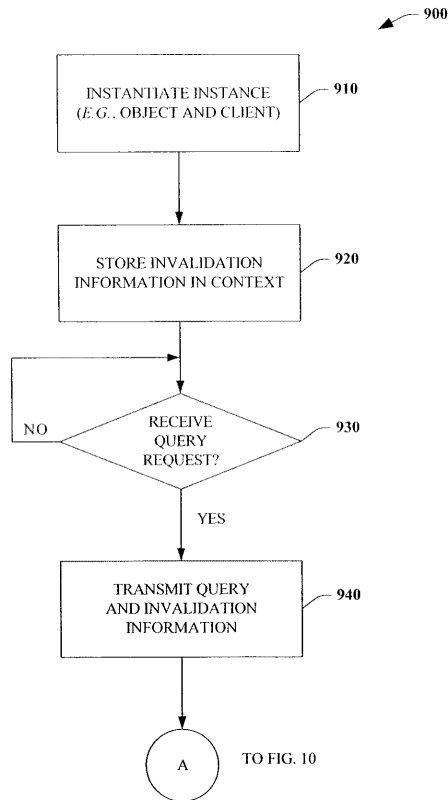 900
INSTANTIATE INSTANCE
(E.G., OBJECT AND CLIENT)
910
STORE INVALIDATION
INFORMATION IN CONTEXT
920
RECEIVE
QUERY
REQUEST?
930
NO
YES
TRANSMIT QUERY
AND INVALIDATION
INFORMATION
940
A
TO FIG. 10